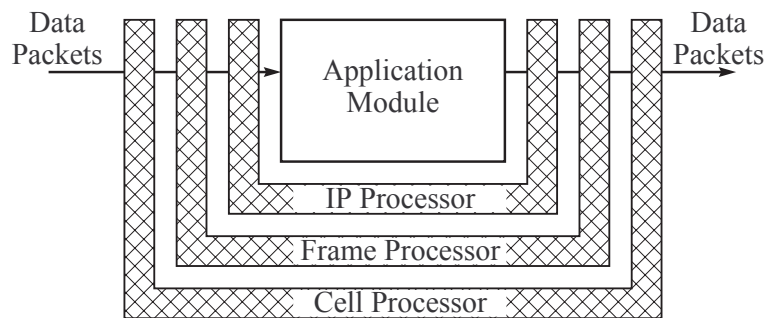 Data
Packets
Application
Module
Data
Packets
IP Processor
Frame Processor
Cell Processor